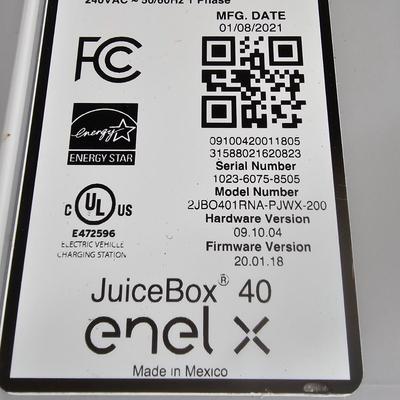 240VAC ~ 50/60Hz 1 Phase
MFG. DATE
01/08/2021
FC
energy
ENERGY STAR
09100420011805
31588021620823
Serial Number
1023-6075-8505
Model Number
2JBO401RNA-PJWX-200
Hardware Version
09.10.04
Firmware Version
20.01.18
C UL US
E472596
ELECTRIC VEHICLE
CHARGING STATION
JuiceBox® 40
enel x
Made in Mexico